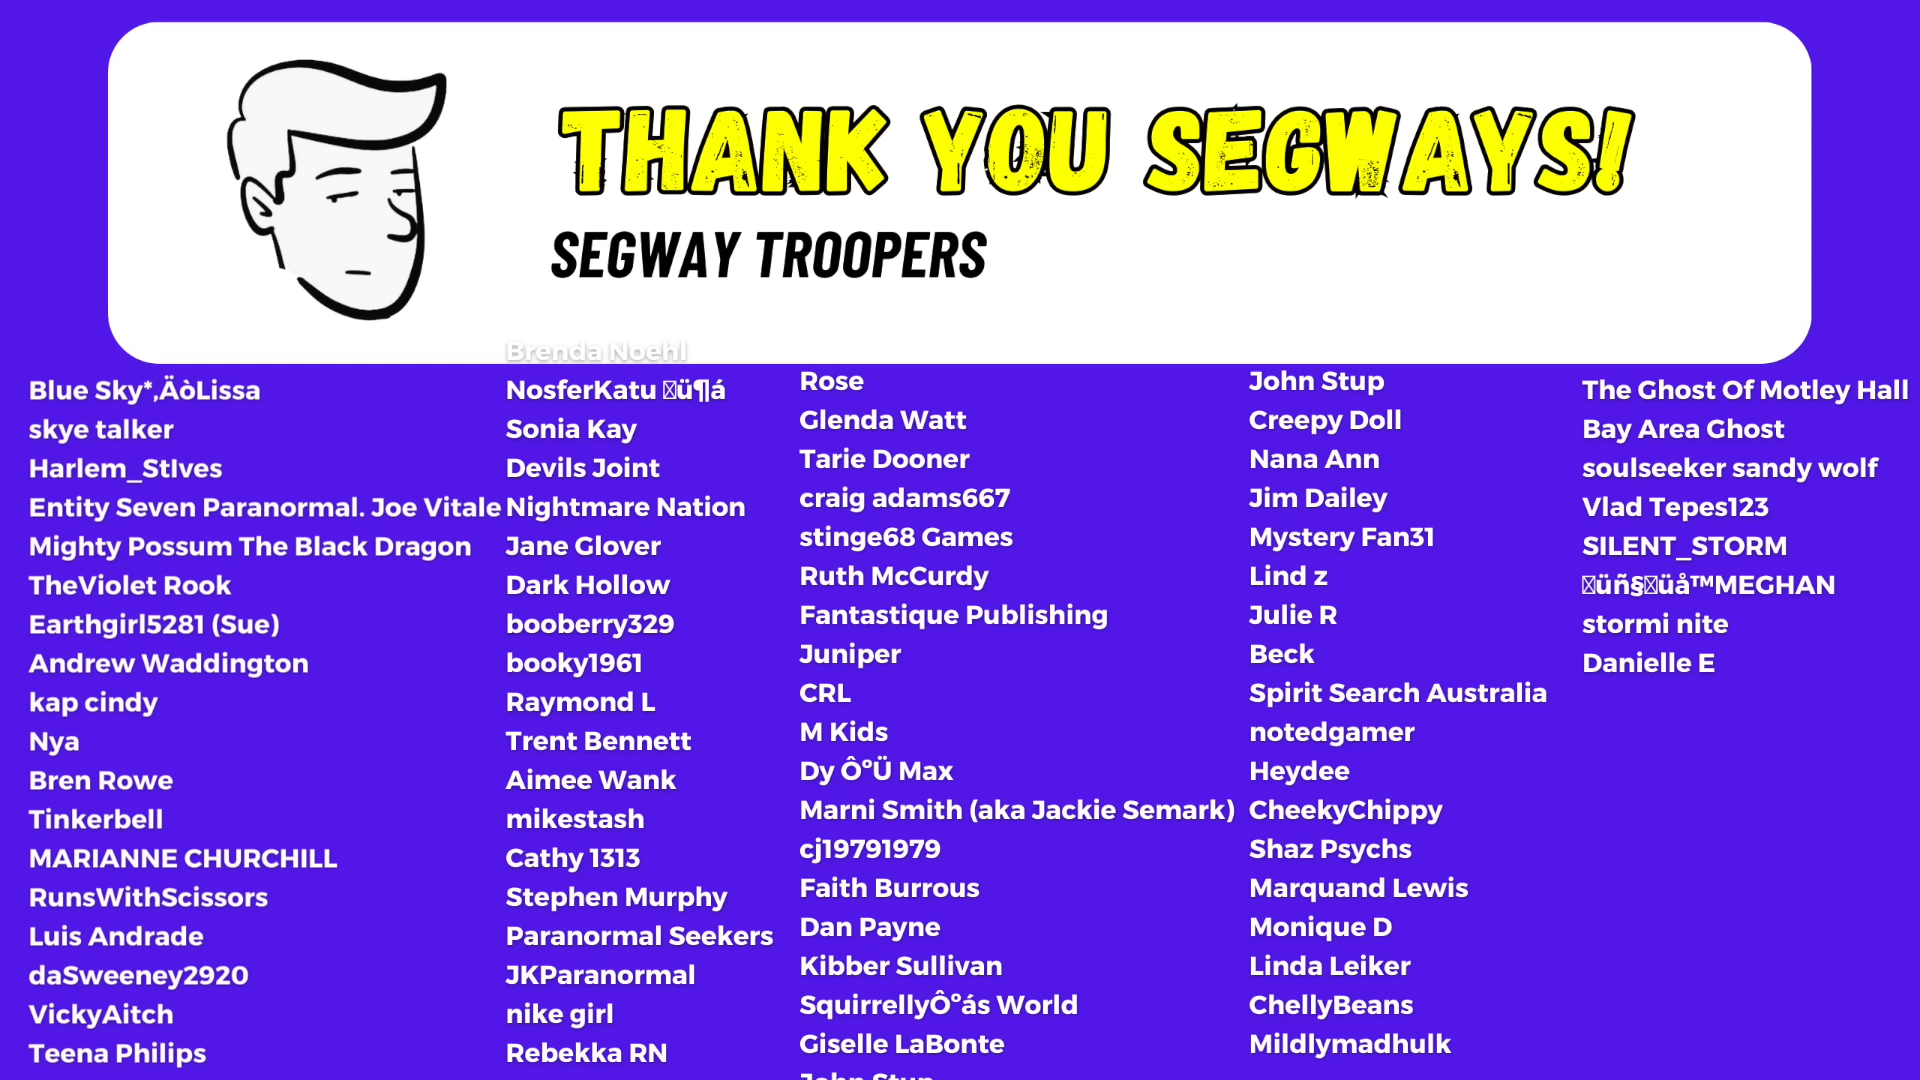 THANK YOU SEGWAYS!
SEGWAY TROOPERS
Blue Sky*‚ÄòLissa
skye talker
Harlem_StIves
Entity Seven Paranormal. Joe Vitale
Mighty Possum The Black Dragon
TheViolet Rook
Earthgirl5281 (Sue)
Andrew Waddington
kap cindy
Nya
Bren Rowe
Tinkerbell
MARIANNE CHURCHILL
RunsWithScissors
Luis Andrade
daSweeney2920
VickyAitch
Teena Philips
Brenda Noehl
NosferKatu ü¶á
Sonia Kay
Devils Joint
Nightmare Nation
Jane Glover
Dark Hollow
booberry329
booky1961
Raymond L
Trent Bennett
Aimee Wank
mikestash
Cathy 1313
Stephen Murphy
Paranormal Seekers
JKParanormal
nike girl
Rebekka RN
Rose
Glenda Watt
Tarie Dooner
craig adams667
stinge68 Games
Ruth McCurdy
Fantastique Publishing
Juniper
CRL
M Kids
Dy ÔºÜ Max
Marni Smith (aka Jackie Semark)
cj19791979
Faith Burrous
Dan Payne
Kibber Sullivan
SquirrellyÔºás World
Giselle LaBonte
John Stup
John Stup
Creepy Doll
Nana Ann
Jim Dailey
Mystery Fan31
Lind z
Julie R
Beck
Spirit Search Australia
notedgamer
Heydee
CheekyChippy
Shaz Psychs
Marquand Lewis
Monique D
Linda Leiker
ChellyBeans
Mildlymadhulk
The Ghost Of Motley Hall
Bay Area Ghost
soulseeker sandy wolf
Vlad Tepes123
SILENT_STORM
üñ§üå™MEGHAN
stormi nite
Danielle E